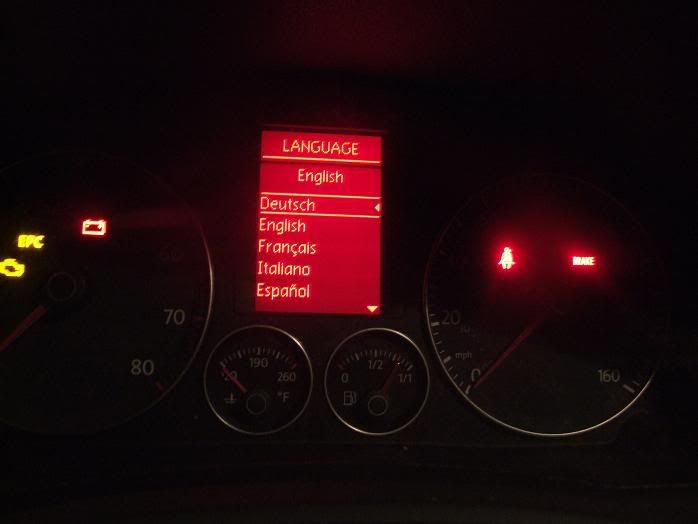 LANGUAGE
English
Deutsch
English
Français
Italiano
Español
EPC
70
80
190
260
°F
0
1/2
1/1
20
mph
0
160
BRAKE